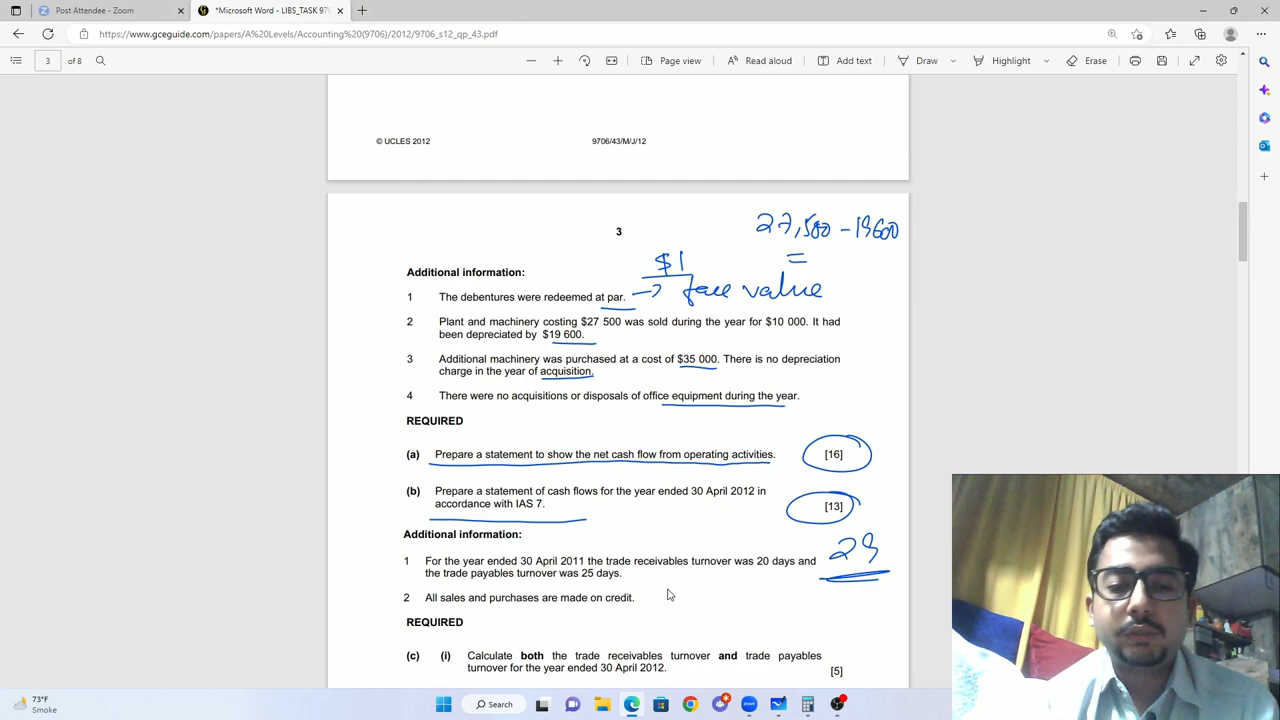 Post Attendee - Zoom
*Microsoft Word - LIBS_TASK 970
https://www.gceguide.com/papers/A%20Levels/Accounting%20(9706)/2012/9706_s12_qp_43.pdf
3 of 8
Page view
Read aloud
Add text
Draw
Highlight
Erase
© UCLES 2012
9706/43/M/J/12
3
27,500 - 19600
=
$1
Additional information:
1 The debentures were redeemed at par. → face value
2 Plant and machinery costing $27 500 was sold during the year for $10 000. It had
been depreciated by $19 600.
3 Additional machinery was purchased at a cost of $35 000. There is no depreciation
charge in the year of acquisition.
4 There were no acquisitions or disposals of office equipment during the year.
REQUIRED
(a) Prepare a statement to show the net cash flow from operating activities. [16]
(b) Prepare a statement of cash flows for the year ended 30 April 2012 in
accordance with IAS 7. [13]
Additional information:
29
1 For the year ended 30 April 2011 the trade receivables turnover was 20 days and
the trade payables turnover was 25 days.
2 All sales and purchases are made on credit.
REQUIRED
(c) (i) Calculate both the trade receivables turnover and trade payables
turnover for the year ended 30 April 2012. [5]
73°F
Smoke
Search